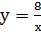 y = 8/x